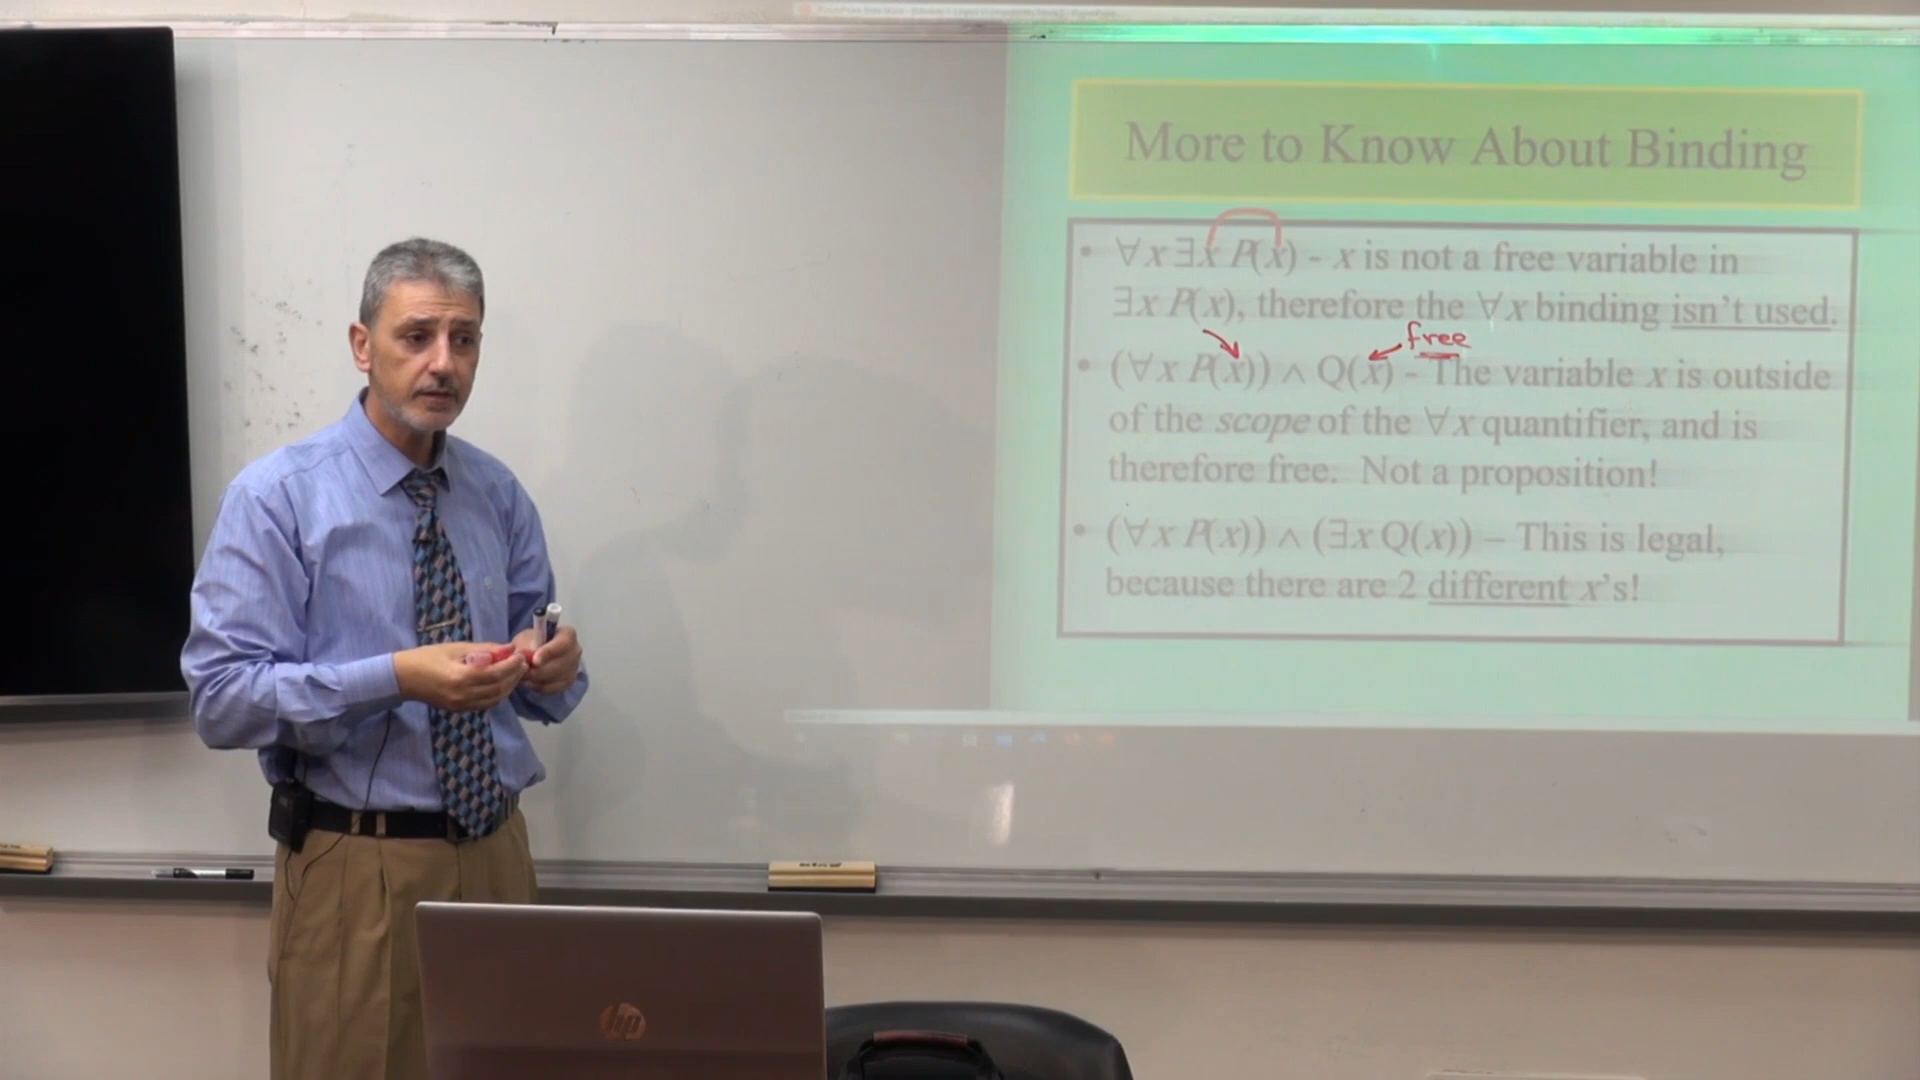 More to Know About Binding
• ∀x ∃x P(x) - x is not a free variable in
∃x P(x), therefore the ∀x binding isn't used.
free
• (∀x P(x)) ∧ Q(x) - The variable x is outside
of the scope of the ∀x quantifier, and is
therefore free. Not a proposition!
• (∀x P(x)) ∧ (∃x Q(x)) – This is legal,
because there are 2 different x's!
hp